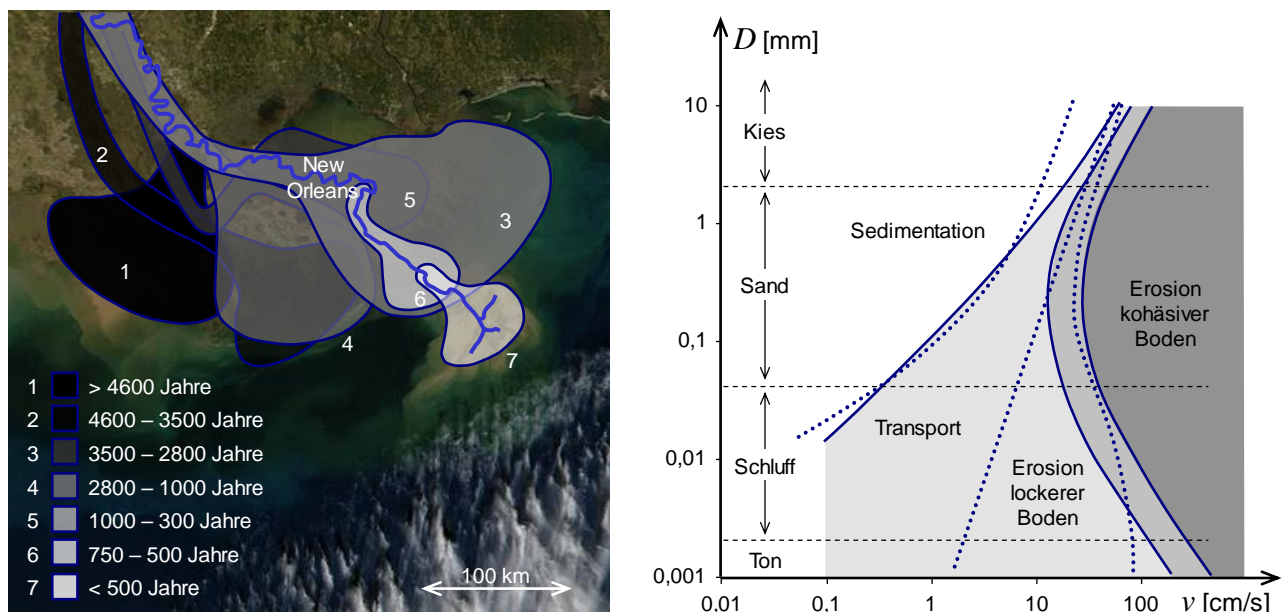 2
New
Orleans
5
3
1
6
4
7
1 > 4600 Jahre
2 4600 – 3500 Jahre
3 3500 – 2800 Jahre
4 2800 – 1000 Jahre
5 1000 – 300 Jahre
6 750 – 500 Jahre
7 < 500 Jahre
100 km
D [mm]
10
Kies
1
Sedimentation
Sand
Erosion
kohäsiver
Boden
0,1
Transport
0,01
Schluff
Erosion
lockerer
Boden
Ton
0,001
0,01 0,1 1 10 100 v [cm/s]